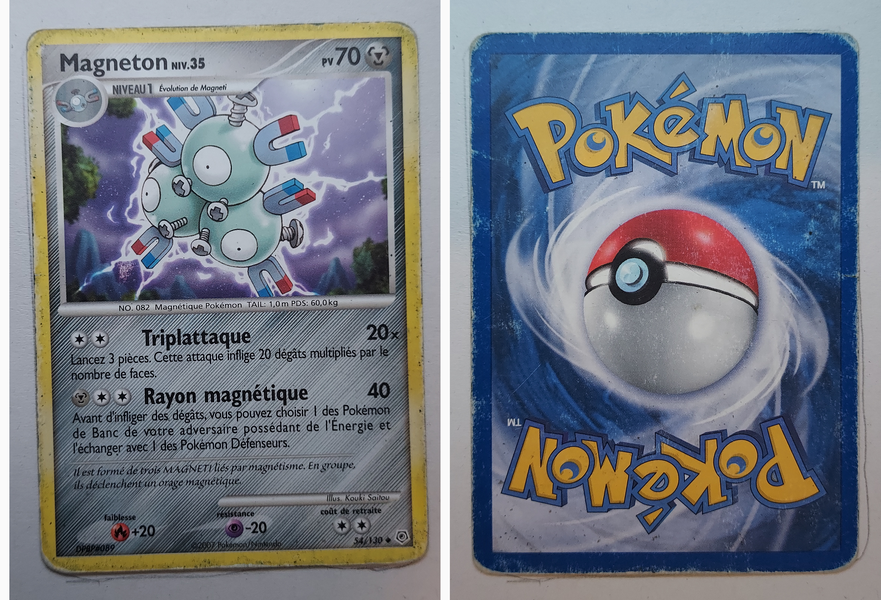 Magneton NIV.35
PV 70
NIVEAU 1 Évolution de Magneti
NO. 082 Magnétique Pokémon TAIL: 1,0 m PDS: 60,0kg
Triplattaque 20x
Lancez 3 pièces. Cette attaque inflige 20 dégâts multipliés par le
nombre de faces.
Rayon magnétique 40
Avant d'infliger des dégâts, vous pouvez choisir 1 des Pokémon
de Banc de votre adversaire possédant de l'Énergie et
l'échanger avec 1 des Pokémon Défenseurs.
Il est formé de trois MAGNETI liés par magnétisme. En groupe,
ils déclenchent un orage magnétique.
Illus. Kouki Saitou
faiblesse +20
résistance -20
coût de retraite
DPBP#089
©2007 Pokémon/Nintendo
54/130
POKéMON
TM
TM
POKéMON